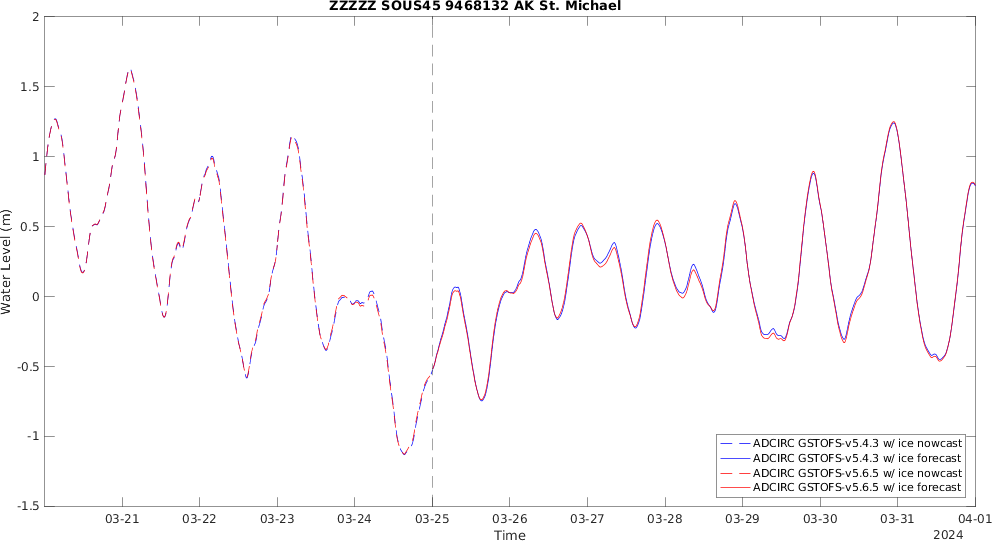 ZZZZZ SOUS45 9468132 AK St. Michael
2
1.5
1
0.5
0
-0.5
-1
-1.5
Water Level (m)
ADCIRC GSTOFS-v5.4.3 w/ ice nowcast
ADCIRC GSTOFS-v5.4.3 w/ ice forecast
ADCIRC GSTOFS-v5.6.5 w/ ice nowcast
ADCIRC GSTOFS-v5.6.5 w/ ice forecast
03-21 03-22 03-23 03-24 03-25 03-26 03-27 03-28 03-29 03-30 03-31 04-01
Time
2024